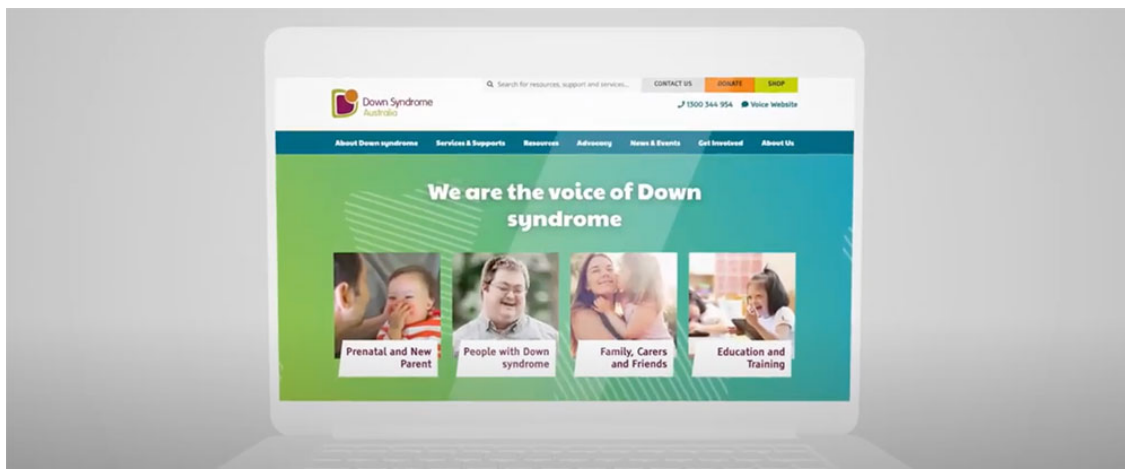 Search for resources, support and services...
CONTACT US
DONATE
SHOP
Down Syndrome
Australia
1300 344 954
Voice Website
About Down syndrome
Services & Supports
Resources
Advocacy
News & Events
Get Involved
About Us
We are the voice of Down
syndrome
Prenatal and New
Parent
People with Down
syndrome
Family, Carers
and Friends
Education and
Training